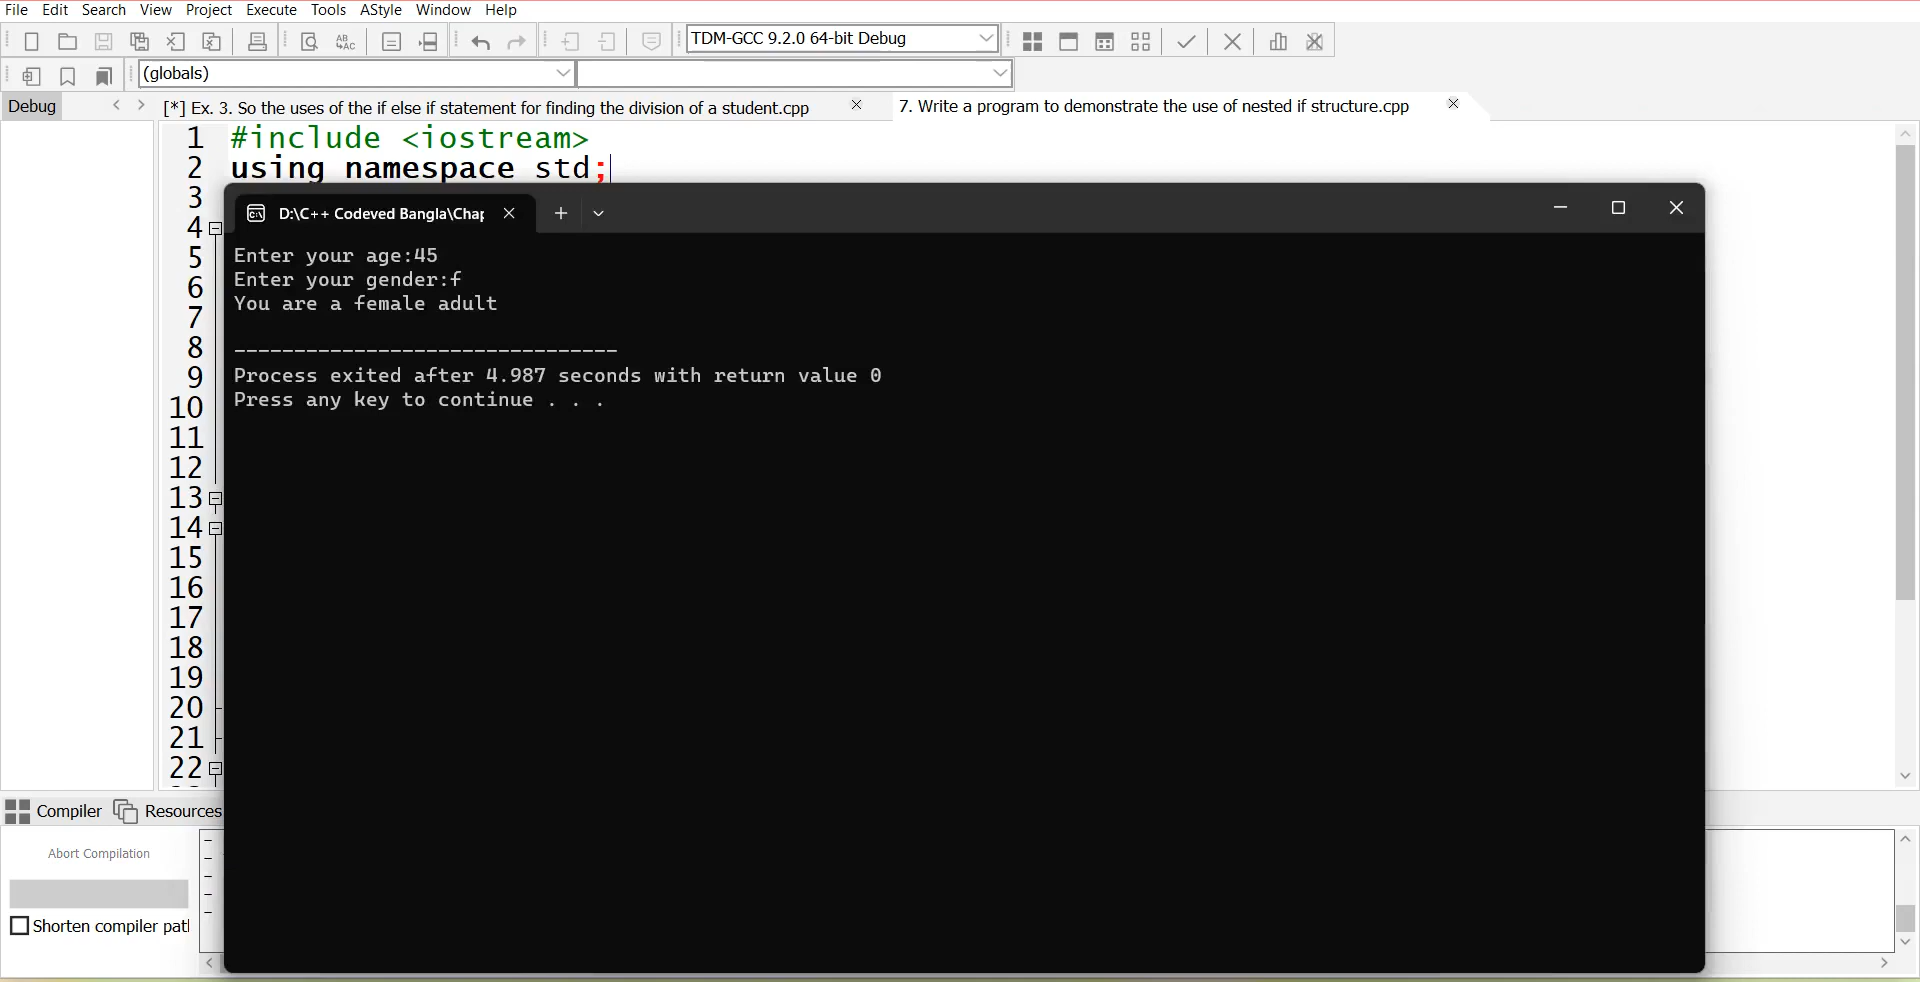 File Edit Search View Project Execute Tools AStyle Window Help
TDM-GCC 9.2.0 64-bit Debug
(globals)
Debug
[*] Ex. 3. So the uses of the if else if statement for finding the division of a student.cpp
7. Write a program to demonstrate the use of nested if structure.cpp
1 #include <iostream>
2 using namespace std;
3
4
5
6
7
8
9
10
11
12
13
14
15
16
17
18
19
20
21
22
D:\C++ Codeved Bangla\Chap
Enter your age:45
Enter your gender:f
You are a female adult
--------------------------------
Process exited after 4.987 seconds with return value 0
Press any key to continue . . .
Compiler Resources
Abort Compilation
Shorten compiler pat